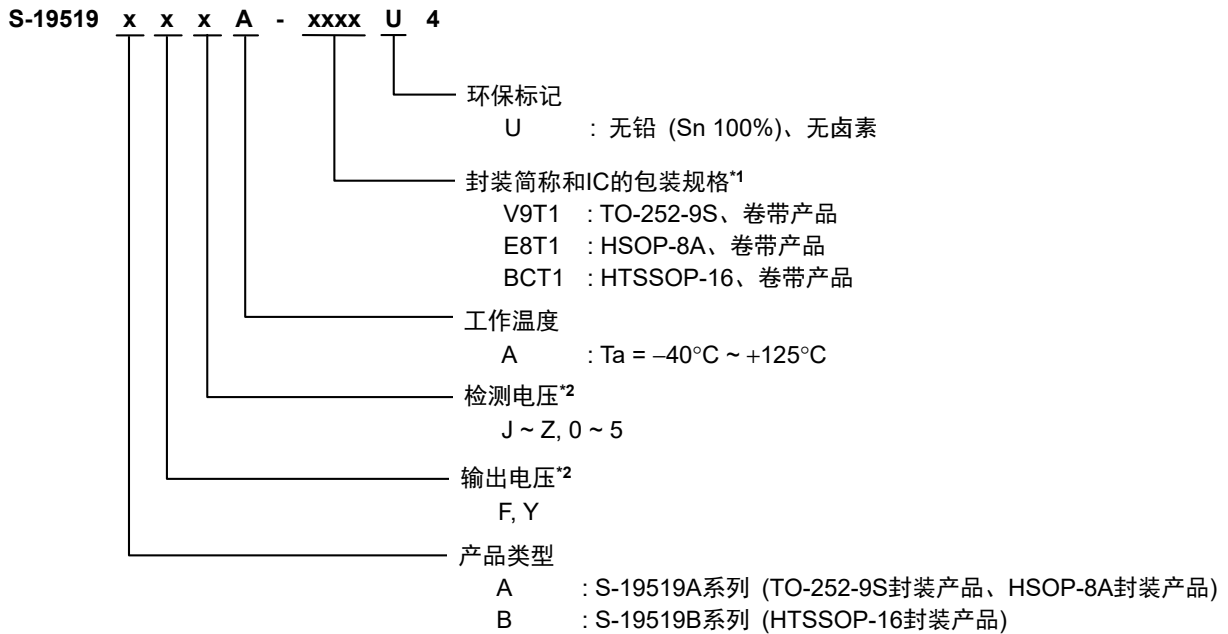 S-19519 x x x A - xxxx U 4
环保标记
U : 无铅 (Sn 100%)、无卤素
封装简称和IC的包装规格*1
V9T1 : TO-252-9S、卷带产品
E8T1 : HSOP-8A、卷带产品
BCT1 : HTSSOP-16、卷带产品
工作温度
A : Ta = −40°C ~ +125°C
检测电压*2
J ~ Z, 0 ~ 5
输出电压*2
F, Y
产品类型
A : S-19519A系列 (TO-252-9S封装产品、HSOP-8A封装产品)
B : S-19519B系列 (HTSSOP-16封装产品)